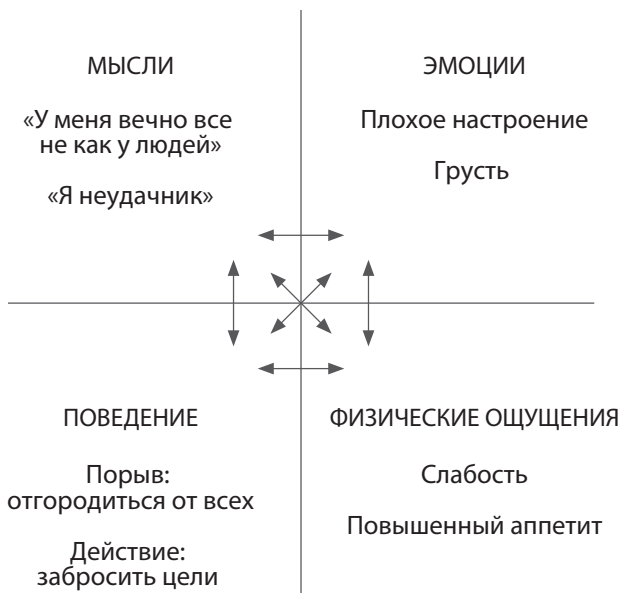 МЫСЛИ
«У меня вечно все
не как у людей»
«Я неудачник»
ЭМОЦИИ
Плохое настроение
Грусть
ПОВЕДЕНИЕ
Порыв:
отгородиться от всех
Действие:
забросить цели
ФИЗИЧЕСКИЕ ОЩУЩЕНИЯ
Слабость
Повышенный аппетит